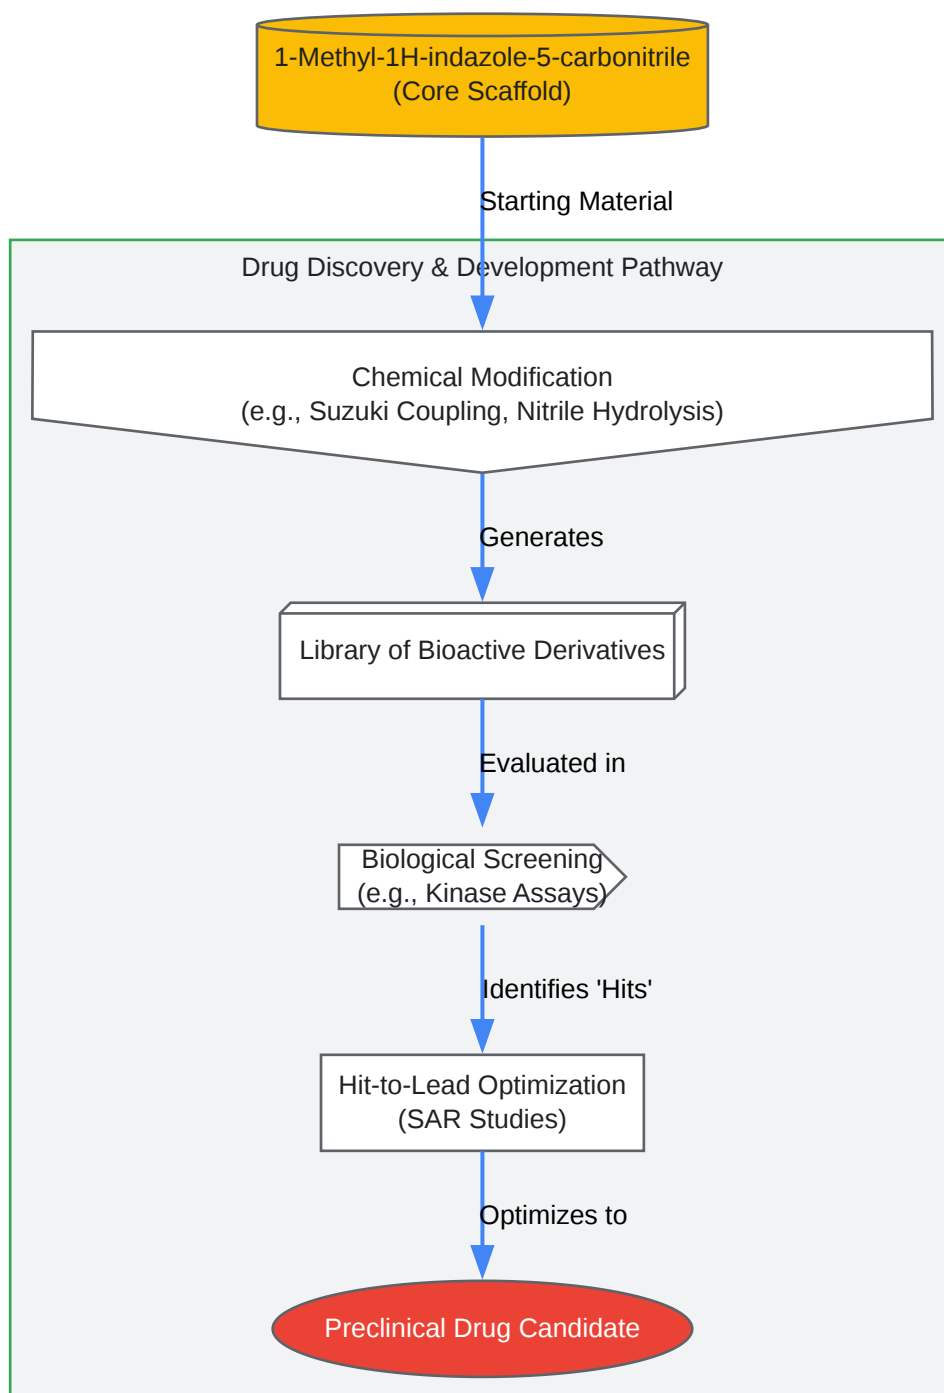 1-Methyl-1H-indazole-5-carbonitrile
(Core Scaffold)
Starting Material
Drug Discovery & Development Pathway
Chemical Modification
(e.g., Suzuki Coupling, Nitrile Hydrolysis)
Generates
Library of Bioactive Derivatives
Evaluated in
Biological Screening
(e.g., Kinase Assays)
Identifies 'Hits'
Hit-to-Lead Optimization
(SAR Studies)
Optimizes to
Preclinical Drug Candidate